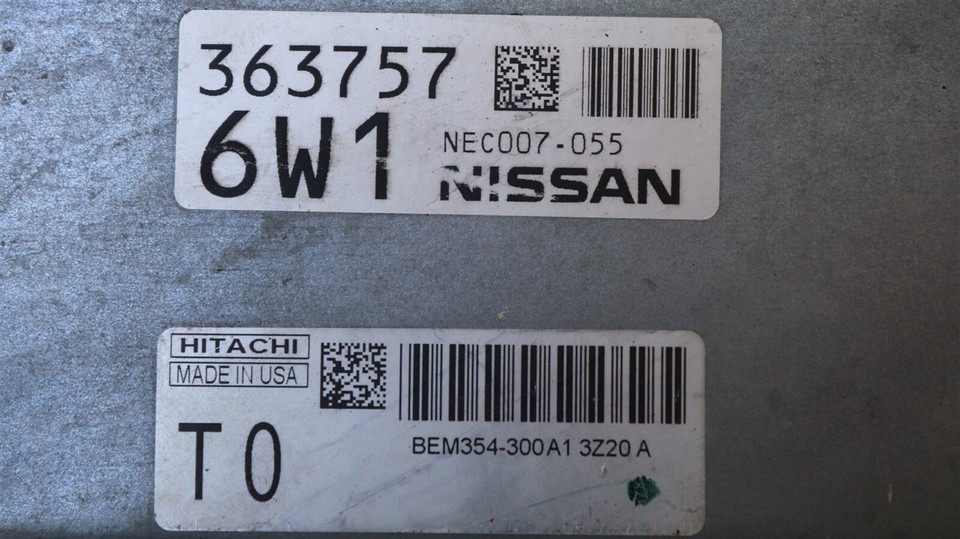 363757
6W1
NEC007-055
NISSAN
HITACHI
MADE IN USA
T0
BEM354-300 A1 3Z20 A